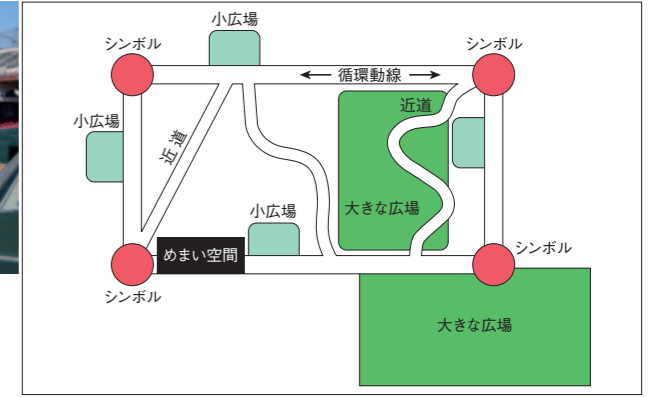 小広場
シンボル
シンボル
循環動線
小広場
近道
近道
小広場
大きな広場
めまい空間
シンボル
シンボル
大きな広場